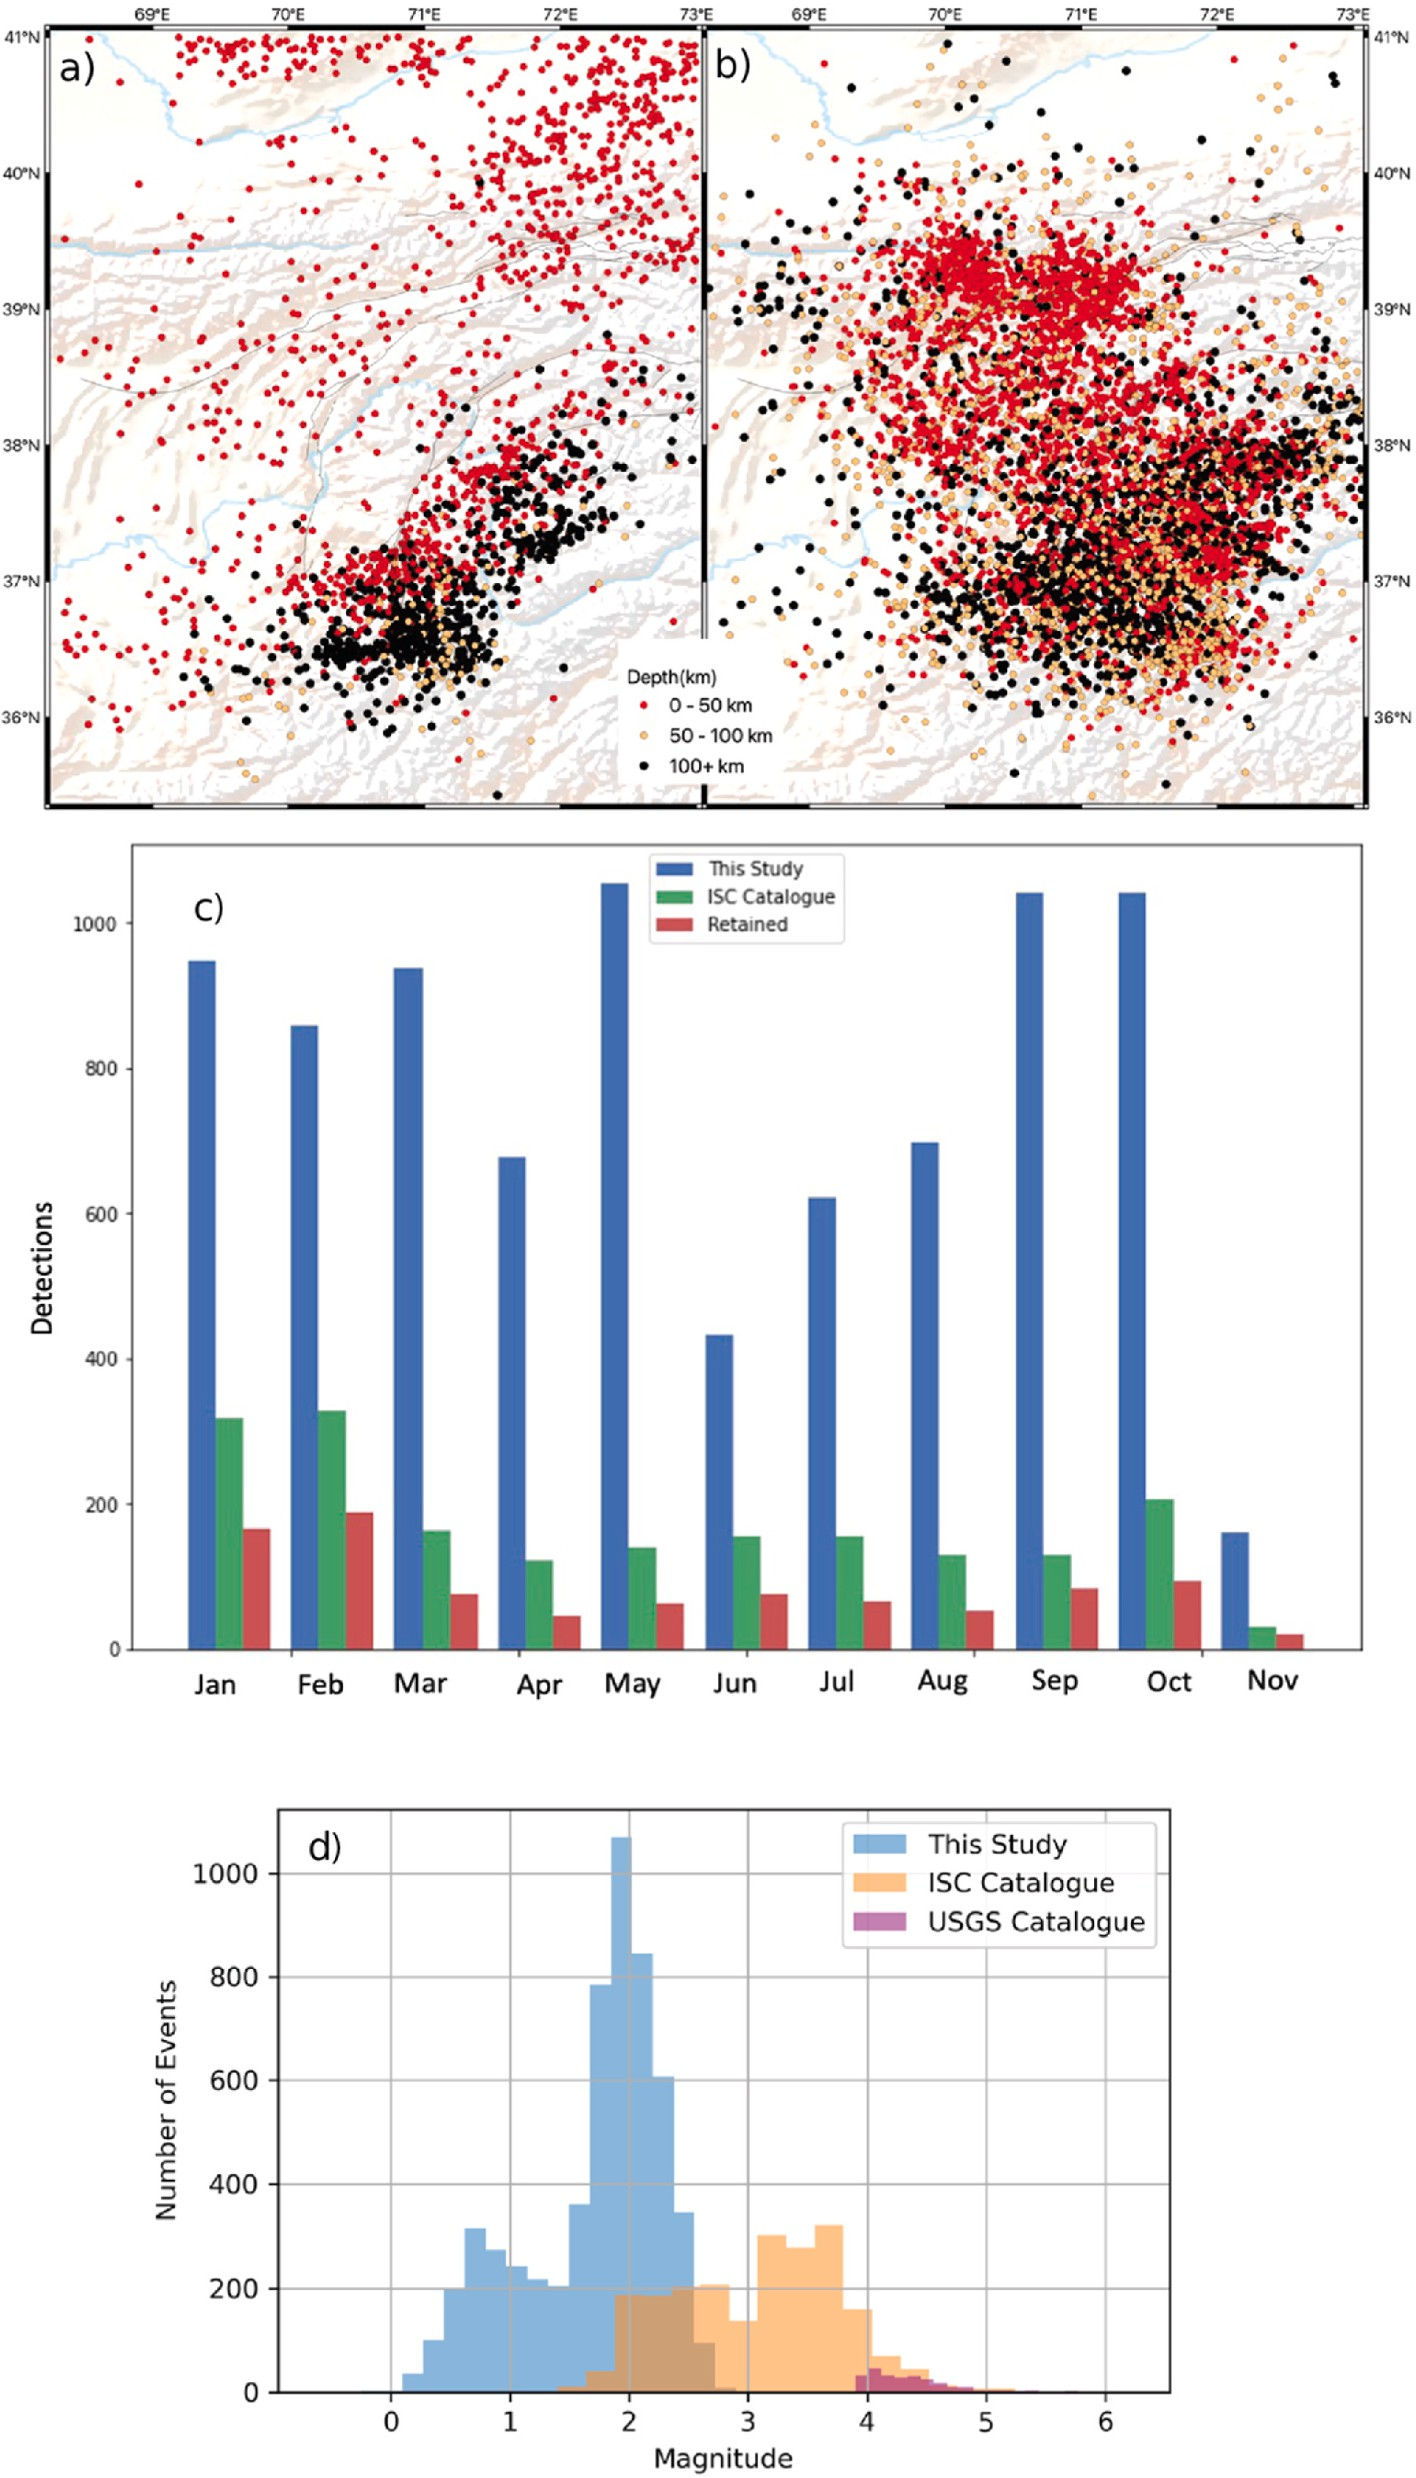 69°E 70°E 71°E 72°E 73°E 69°E 70°E 71°E 72°E 73°E
41°N a) b) 41°N
40°N 40°N
39°N 39°N
38°N 38°N
37°N 37°N
36°N 36°N
Depth(km)
0 - 50 km
50 - 100 km
100+ km
c)
This Study
ISC Catalogue
Retained
1000
800
600
400
200
0
Detections
Jan Feb Mar Apr May Jun Jul Aug Sep Oct Nov
d)
This Study
ISC Catalogue
USGS Catalogue
1000
800
600
400
200
0
Number of Events
0 1 2 3 4 5 6
Magnitude